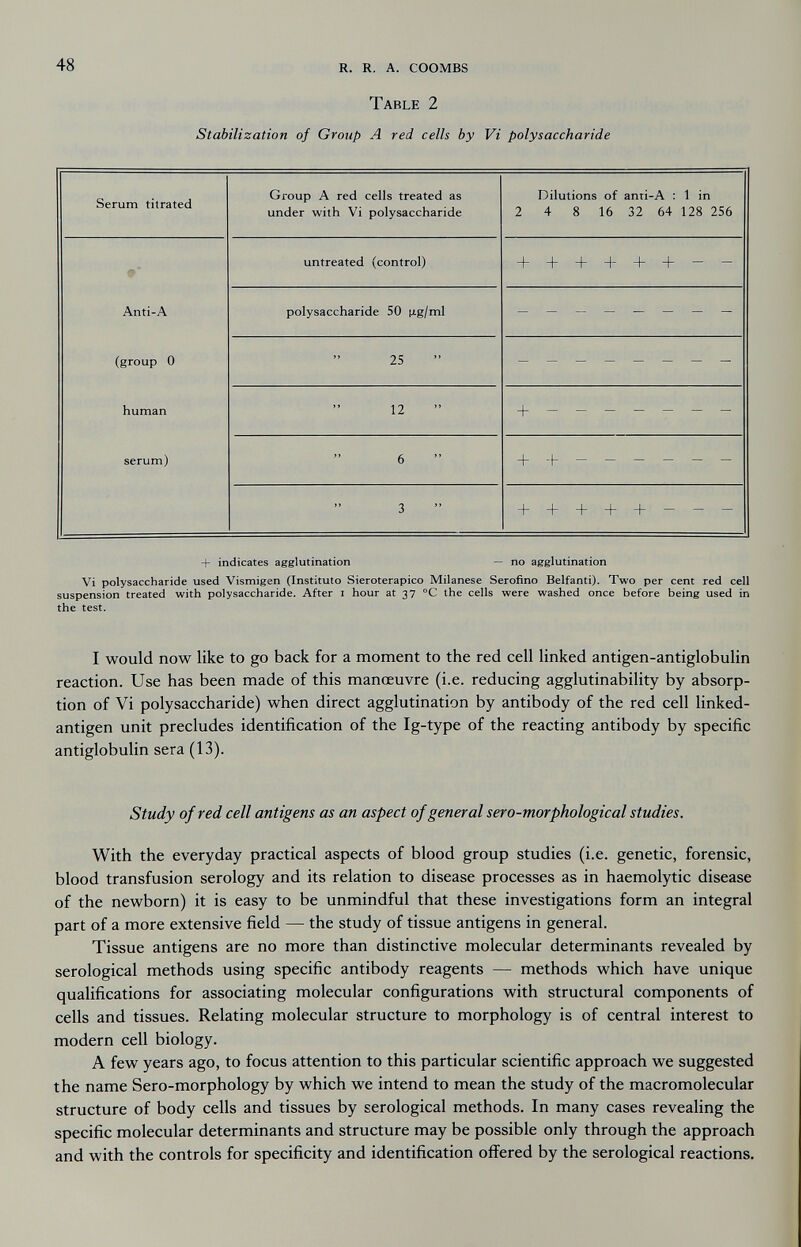 48
R. R. A. COOMBS
TABLE 2
Stabilization of Group A red cells by Vi polysaccharide
Serum titrated
Group A red cells treated as
under with Vi polysaccharide
Dilutions of anti-A : 1 in
2 4 8 16 32 64 128 256
untreated (control)
+ + + + + + — —
Anti-A
polysaccharide 50 µg/ml
— — — — — — — —
(group 0
" 25 "
— — — — — — — —
human
" 12 "
+ — — — — — — —
serum)
" 6 "
+ + — — — — — —
" 3 "
+ + + + + — — —
+ indicates agglutination — no agglutination
Vi polysaccharide used Vismigen (Instituto Sieroterapico Milanese Serofino Belfanti). Two per cent red cell
suspension treated with polysaccharide. After 1 hour at 37 °C the cells were washed once before being used in
the test.
I would now like to go back for a moment to the red cell linked antigen-antiglobulin
reaction. Use has been made of this manœuvre (i.e. reducing agglutinability by absorp-
tion of Vi polysaccharide) when direct agglutination by antibody of the red cell linked-
antigen unit precludes identification of the Ig-type of the reacting antibody by specific
antiglobulin sera (13).
Study of red cell antigens as an aspect of general sero-morphological studies.
With the everyday practical aspects of blood group studies (i.e. genetic, forensic,
blood transfusion serology and its relation to disease processes as in haemolytic disease
of the newborn) it is easy to be unmindful that these investigations form an integral
part of a more extensive field — the study of tissue antigens in general.
Tissue antigens are no more than distinctive molecular determinants revealed by
serological methods using specific antibody reagents — methods which have unique
qualifications for associating molecular configurations with structural components of
cells and tissues. Relating molecular structure to morphology is of central interest to
modern cell biology.
A few years ago, to focus attention to this particular scientific approach we suggested
the name Sero-morphology by which we intend to mean the study of the macromolecular
structure of body cells and tissues by serological methods. In many cases revealing the
specific molecular determinants and structure may be possible only through the approach
and with the controls for specificity and identification offered by the serological reactions.